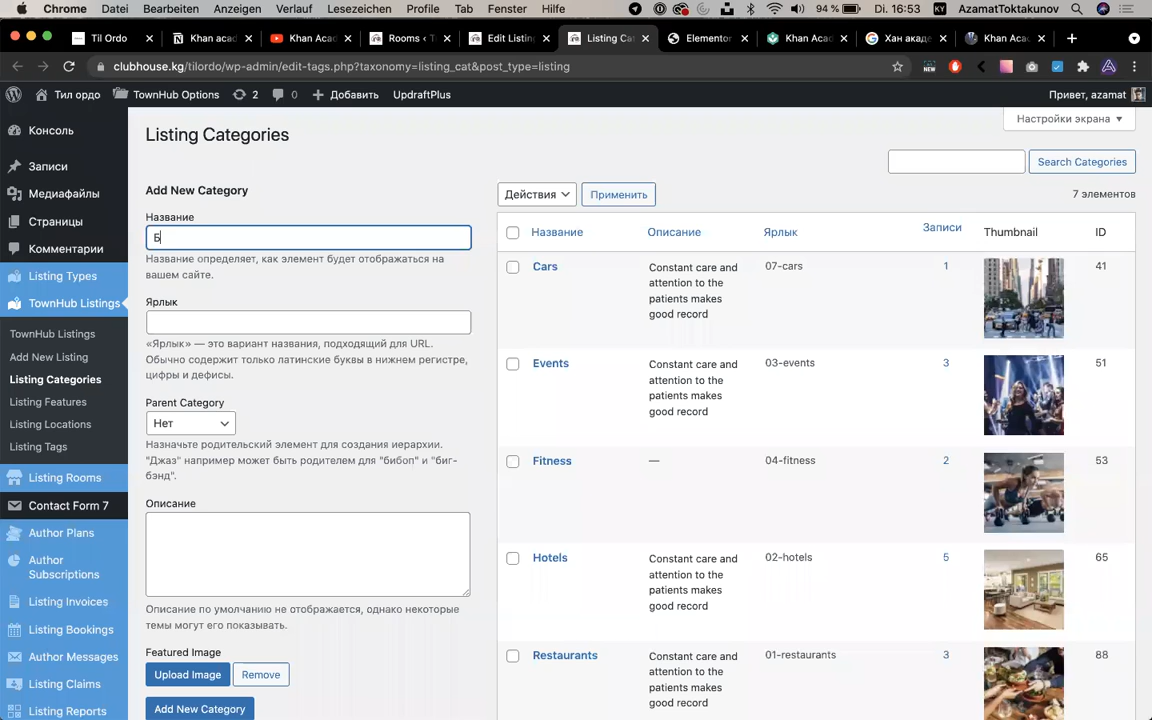 Chrome Datei Bearbeiten Anzeigen Verlauf Lesezeichen Profile Tab Fenster Hilfe 94 % Di. 16:53 KY AzamatToktakunov
Til Ordo Khan acad Khan Aca Rooms ‹ T Edit Listin Listing Ca Elementor Khan Acad Хан акаде Khan Aca
clubhouse.kg/tilordo/wp-admin/edit-tags.php?taxonomy=listing_cat&post_type=listing NEW
Тил ордо TownHub Options 2 0 Добавить UpdraftPlus Привет, azamat
Консоль
Записи
Медиафайлы
Страницы
Комментарии
Listing Types
TownHub Listings
TownHub Listings
Add New Listing
Listing Categories
Listing Features
Listing Locations
Listing Tags
Listing Rooms
Contact Form 7
Author Plans
Author
Subscriptions
Listing Invoices
Listing Bookings
Author Messages
Listing Claims
Listing Reports
Listing Categories
Настройки экрана
Search Categories
Add New Category
Название
Б
Название определяет, как элемент будет отображаться на
вашем сайте.
Ярлык
«Ярлык» — это вариант названия, подходящий для URL.
Обычно содержит только латинские буквы в нижнем регистре,
цифры и дефисы.
Parent Category
Нет
Назначьте родительский элемент для создания иерархии.
"Джаз" например может быть родителем для "бибоп" и "биг-
бэнд".
Описание
Описание по умолчанию не отображается, однако некоторые
темы могут его показывать.
Featured Image
Upload Image Remove
Add New Category
Действия Применить 7 элементов
Название Описание Ярлык Записи Thumbnail ID
Cars Constant care and 07-cars 1 41
attention to the
patients makes
good record
Events Constant care and 03-events 3 51
attention to the
patients makes
good record
Fitness — 04-fitness 2 53
Hotels Constant care and 02-hotels 5 65
attention to the
patients makes
good record
Restaurants Constant care and 01-restaurants 3 88
attention to the
patients makes
good record